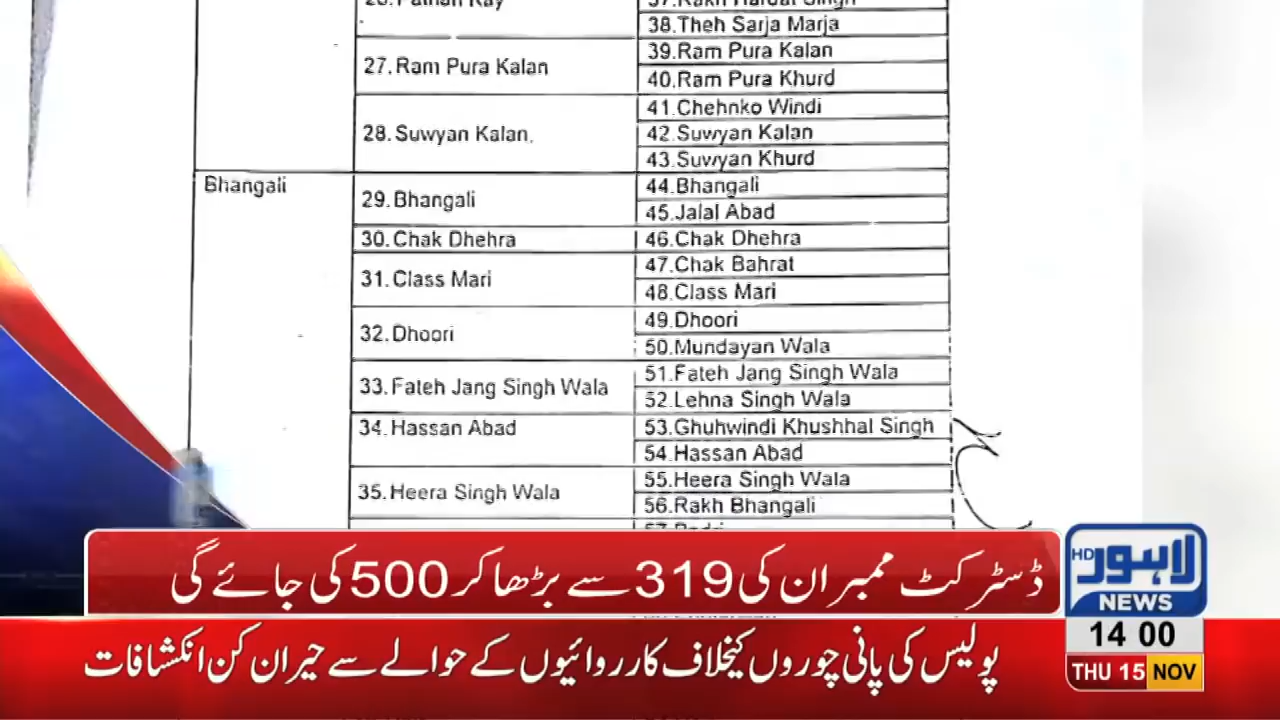 38.Theh Sarja Marja
27.Ram Pura Kalan
39.Ram Pura Kalan
40.Ram Pura Khurd
28.Suwyan Kalan.
41.Chehnko Windi
42.Suwyan Kalan
43.Suwyan Khurd
Bhangali
29.Bhangali
44.Bhangali
45.Jalal Abad
30.Chak Dhehra
46.Chak Dhehra
31.Class Mari
47.Chak Bahrat
48.Class Mari
32.Dhoori
49.Dhoori
50.Mundayan Wala
33.Fateh Jang Singh Wala
51.Fateh Jang Singh Wala
52.Lehna Singh Wala
34.Hassan Abad
53.Ghuhwindi Khushhal Singh
54.Hassan Abad
35.Heera Singh Wala
55.Heera Singh Wala
56.Rakh Bhangali
ڈسٹرکٹ ممبران کی 319 سے بڑھا کر 500 کی جائے گی
HD لاہور
NEWS
پولیس کی پانی چوروں کیخلاف کارروائیوں کے حوالے سے حیران کن انکشافات
14 00
THU 15 NOV